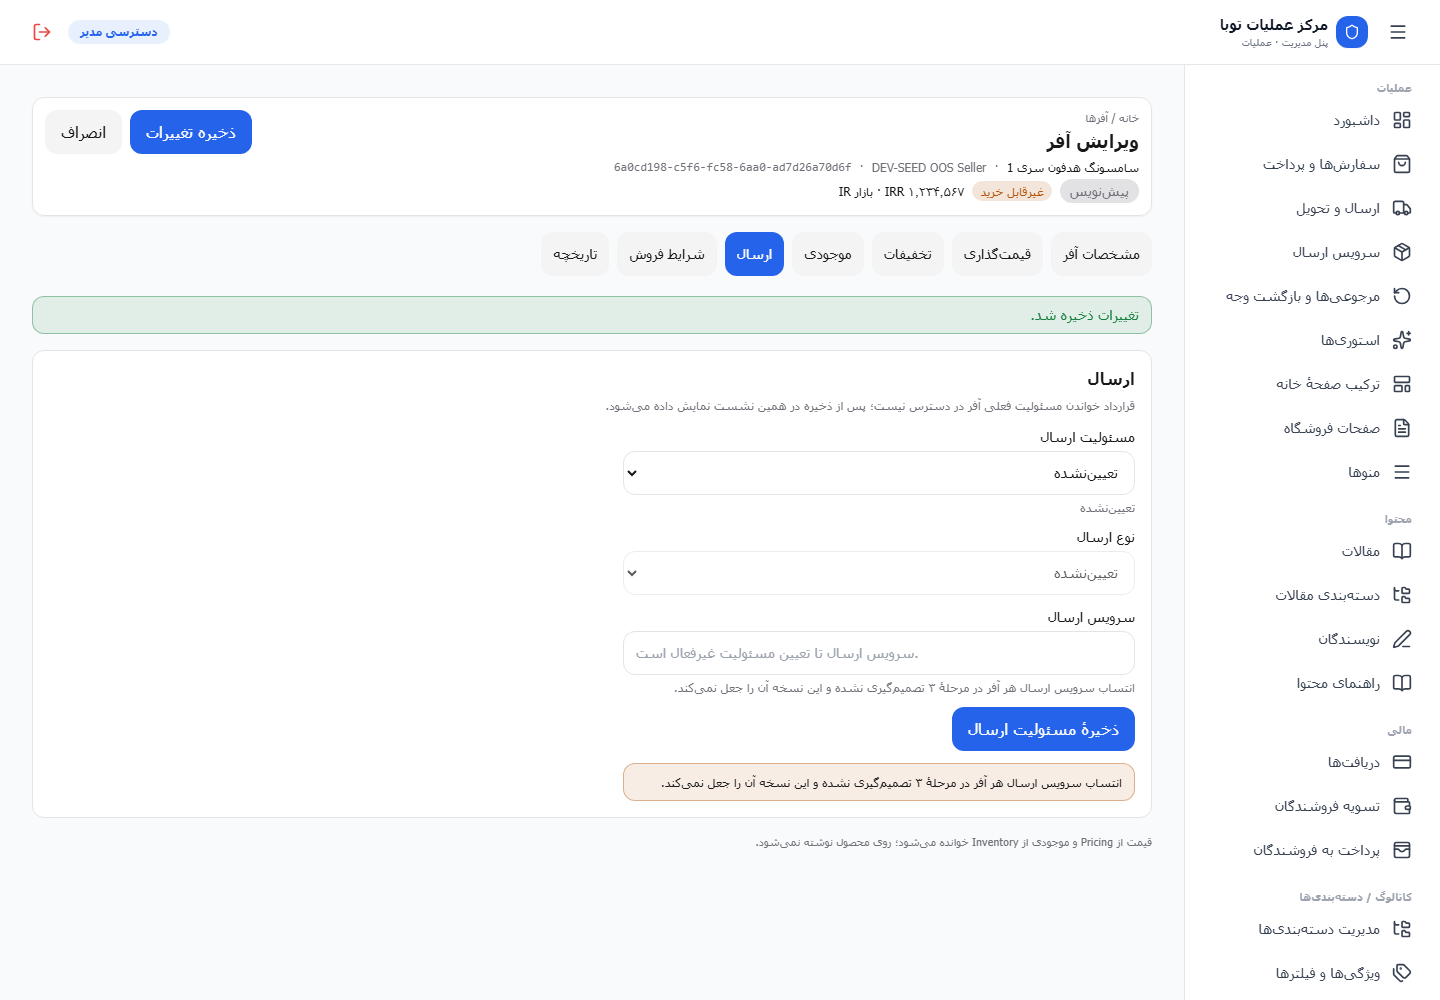 مرکز عملیات نوبا
پنل مدیریت · عملیات
دسترسی مدیر
عملیات
داشبورد
سفارش‌ها و پرداخت
ارسال و تحویل
سرویس ارسال
مرجوعی‌ها و بازگشت وجه
استوری‌ها
ترکیب صفحهٔ خانه
صفحات فروشگاه
منوها
محتوا
مقالات
دسته‌بندی مقالات
نویسندگان
راهنمای محتوا
مالی
دریافت‌ها
تسویه فروشندگان
پرداخت به فروشندگان
کاتالوگ / دسته‌بندی‌ها
مدیریت دسته‌بندی‌ها
ویژگی‌ها و فیلترها
خانه / آفرها
ویرایش آفر
سامسونگ هدفون سری 1 · DEV-SEED OOS Seller · 6a0cd198-c5f6-fc58-6aa0-ad7d26a70d6f
پیش‌نویس غیرقابل خرید IRR ۱,۲۳۴,۵۶۷ · بازار IR
ذخیره تغییرات
انصراف
مشخصات آفر
قیمت‌گذاری
تخفیفات
موجودی
ارسال
شرایط فروش
تاریخچه
تغییرات ذخیره شد.
ارسال
قرارداد خواندن مسئولیت فعلی آفر در دسترس نیست؛ پس از ذخیره در همین نشست نمایش داده می‌شود.
مسئولیت ارسال
تعیین‌نشده
تعیین‌نشده
نوع ارسال
تعیین‌نشده
سرویس ارسال
سرویس ارسال تا تعیین مسئولیت غیرفعال است.
انتساب سرویس ارسال هر آفر در مرحلهٔ ۳ تصمیم‌گیری نشده و این نسخه آن را جعل نمی‌کند.
ذخیرهٔ مسئولیت ارسال
انتساب سرویس ارسال هر آفر در مرحلهٔ ۳ تصمیم‌گیری نشده و این نسخه آن را جعل نمی‌کند.
قیمت از Pricing و موجودی از Inventory خوانده می‌شود؛ روی محصول نوشته نمی‌شود.